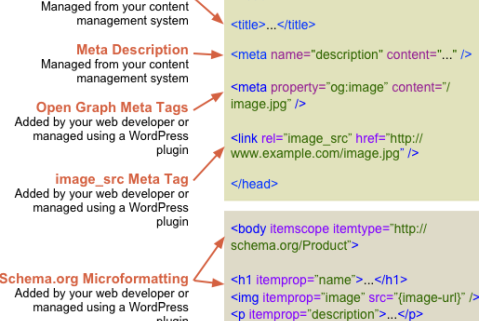 Managed from your content
management system
<title>...</title>
Meta Description
Managed from your content
management system
<meta name="description" content="..." />
Open Graph Meta Tags
Added by your web developer or
managed using a WordPress
plugin
<meta property="og:image" content="/
image.jpg" />
image_src Meta Tag
Added by your web developer or
managed using a WordPress
plugin
<link rel="image_src" href="http://
www.example.com/image.jpg" />
</head>
Schema.org Microformatting
Added by your web developer or
managed using a WordPress
plugin
<body itemscope itemtype="http://
schema.org/Product">
<h1 itemprop="name">...</h1>
<img itemprop="image" src="{image-url}" />
<p itemprop="description">...</p>